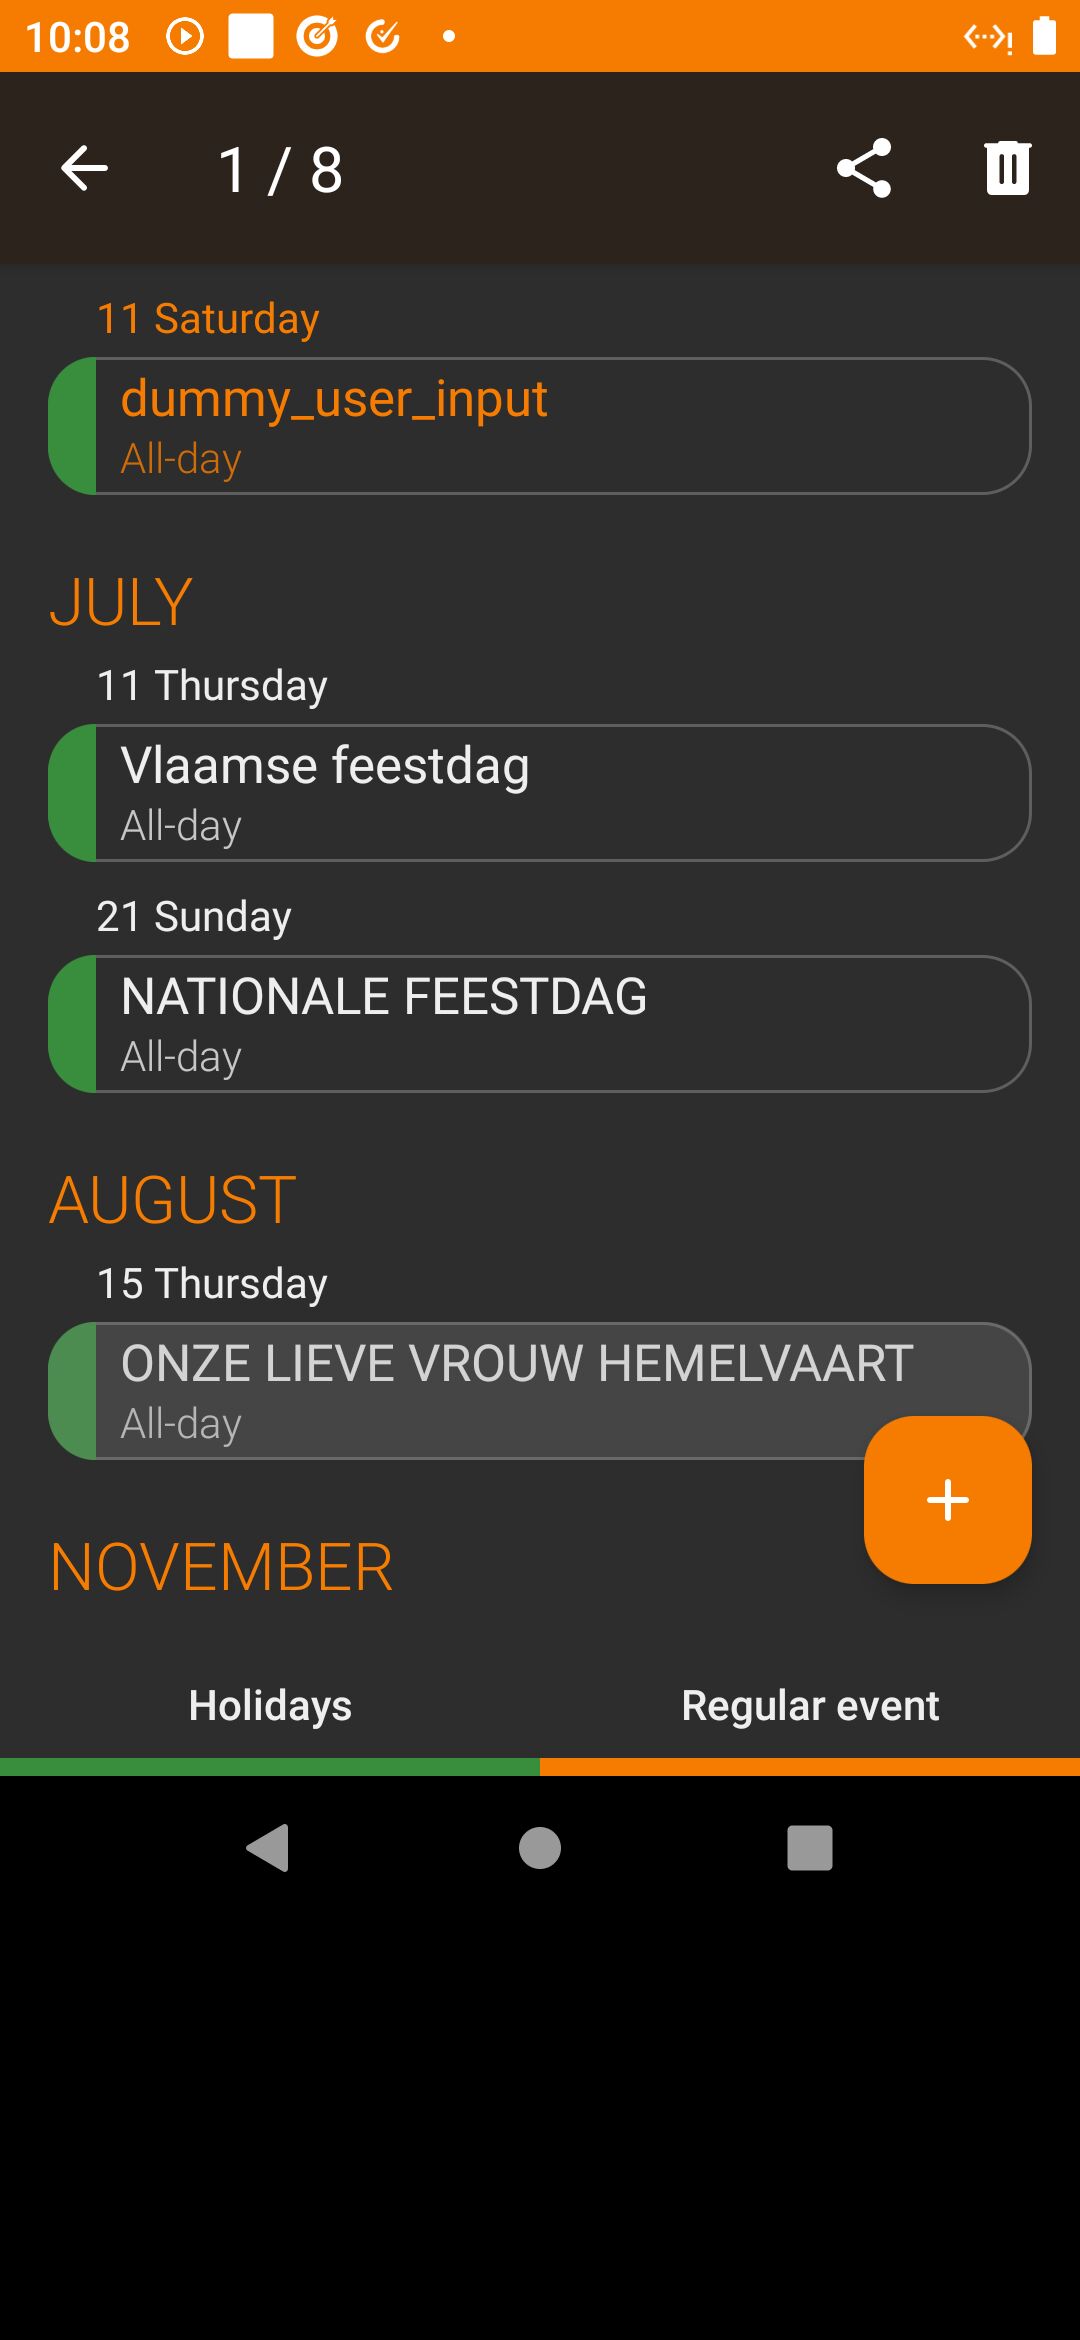 10:08
1 / 8
11 Saturday
dummy_user_input
All-day
JULY
11 Thursday
Vlaamse feestdag
All-day
21 Sunday
NATIONALE FEESTDAG
All-day
AUGUST
15 Thursday
ONZE LIEVE VROUW HEMELVAART
All-day
NOVEMBER
Holidays
Regular event